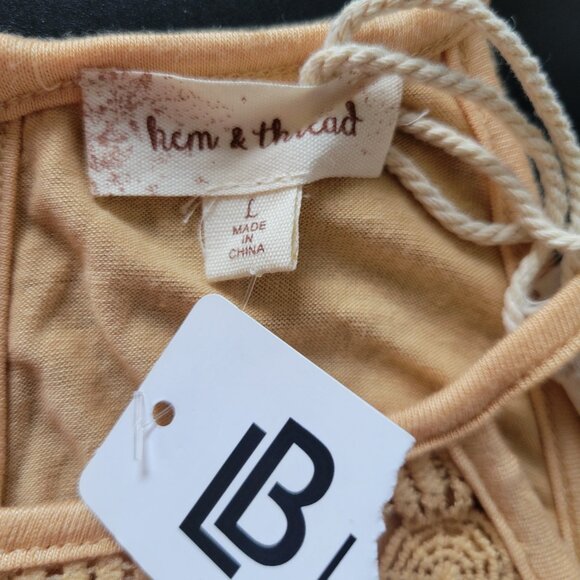 hem & thread
L
MADE
IN
CHINA
LB